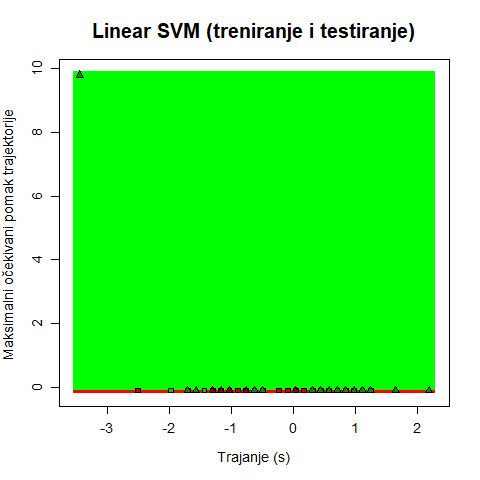 Linear SVM (treniranje i testiranje)
Maksimalni očekivani pomak trajektorije
10
8
6
4
2
0
-3 -2 -1 0 1 2
Trajanje (s)